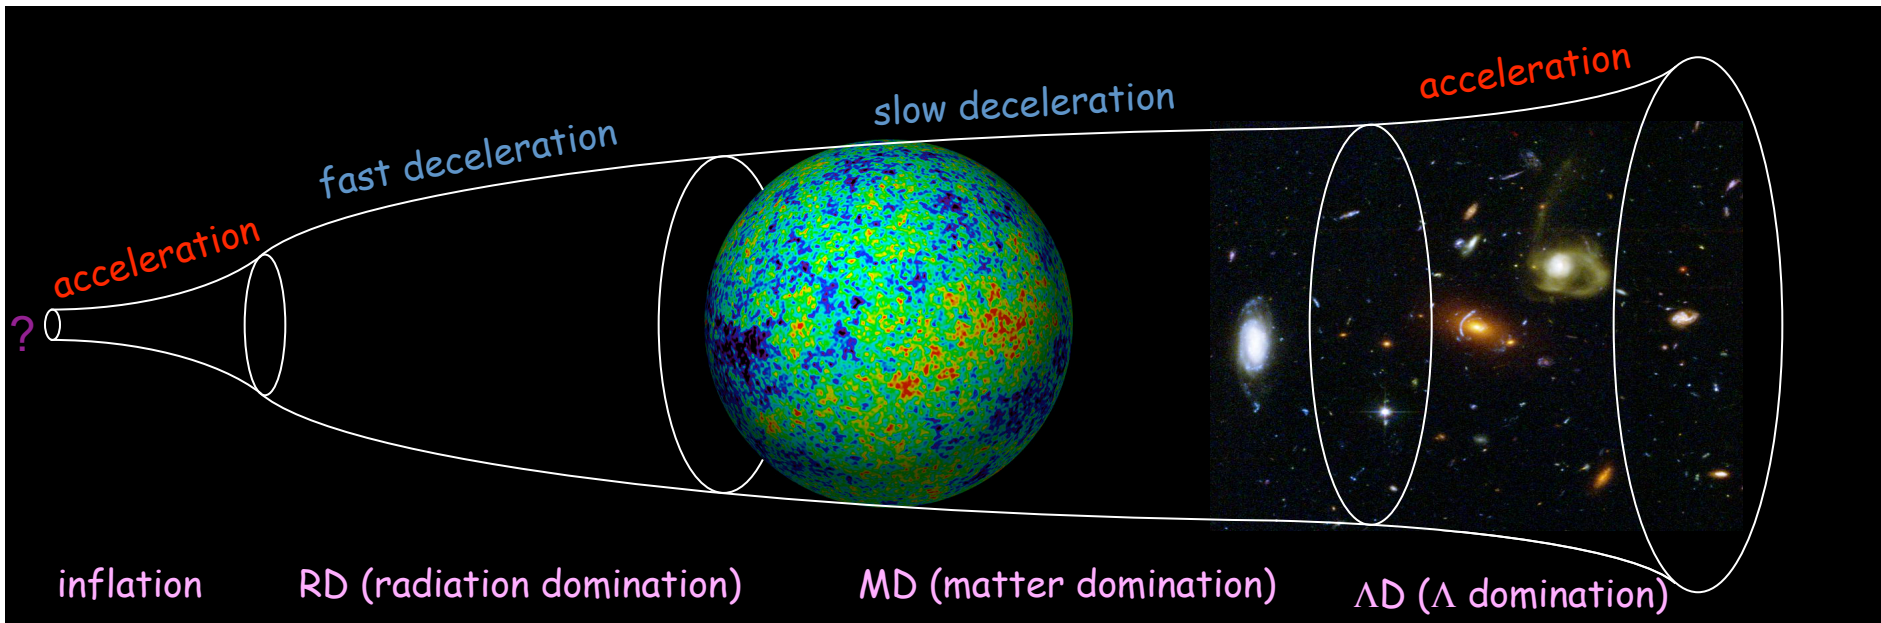 acceleration
fast deceleration
slow deceleration
acceleration
?
inflation
RD (radiation domination)
MD (matter domination)
ΛD (Λ domination)